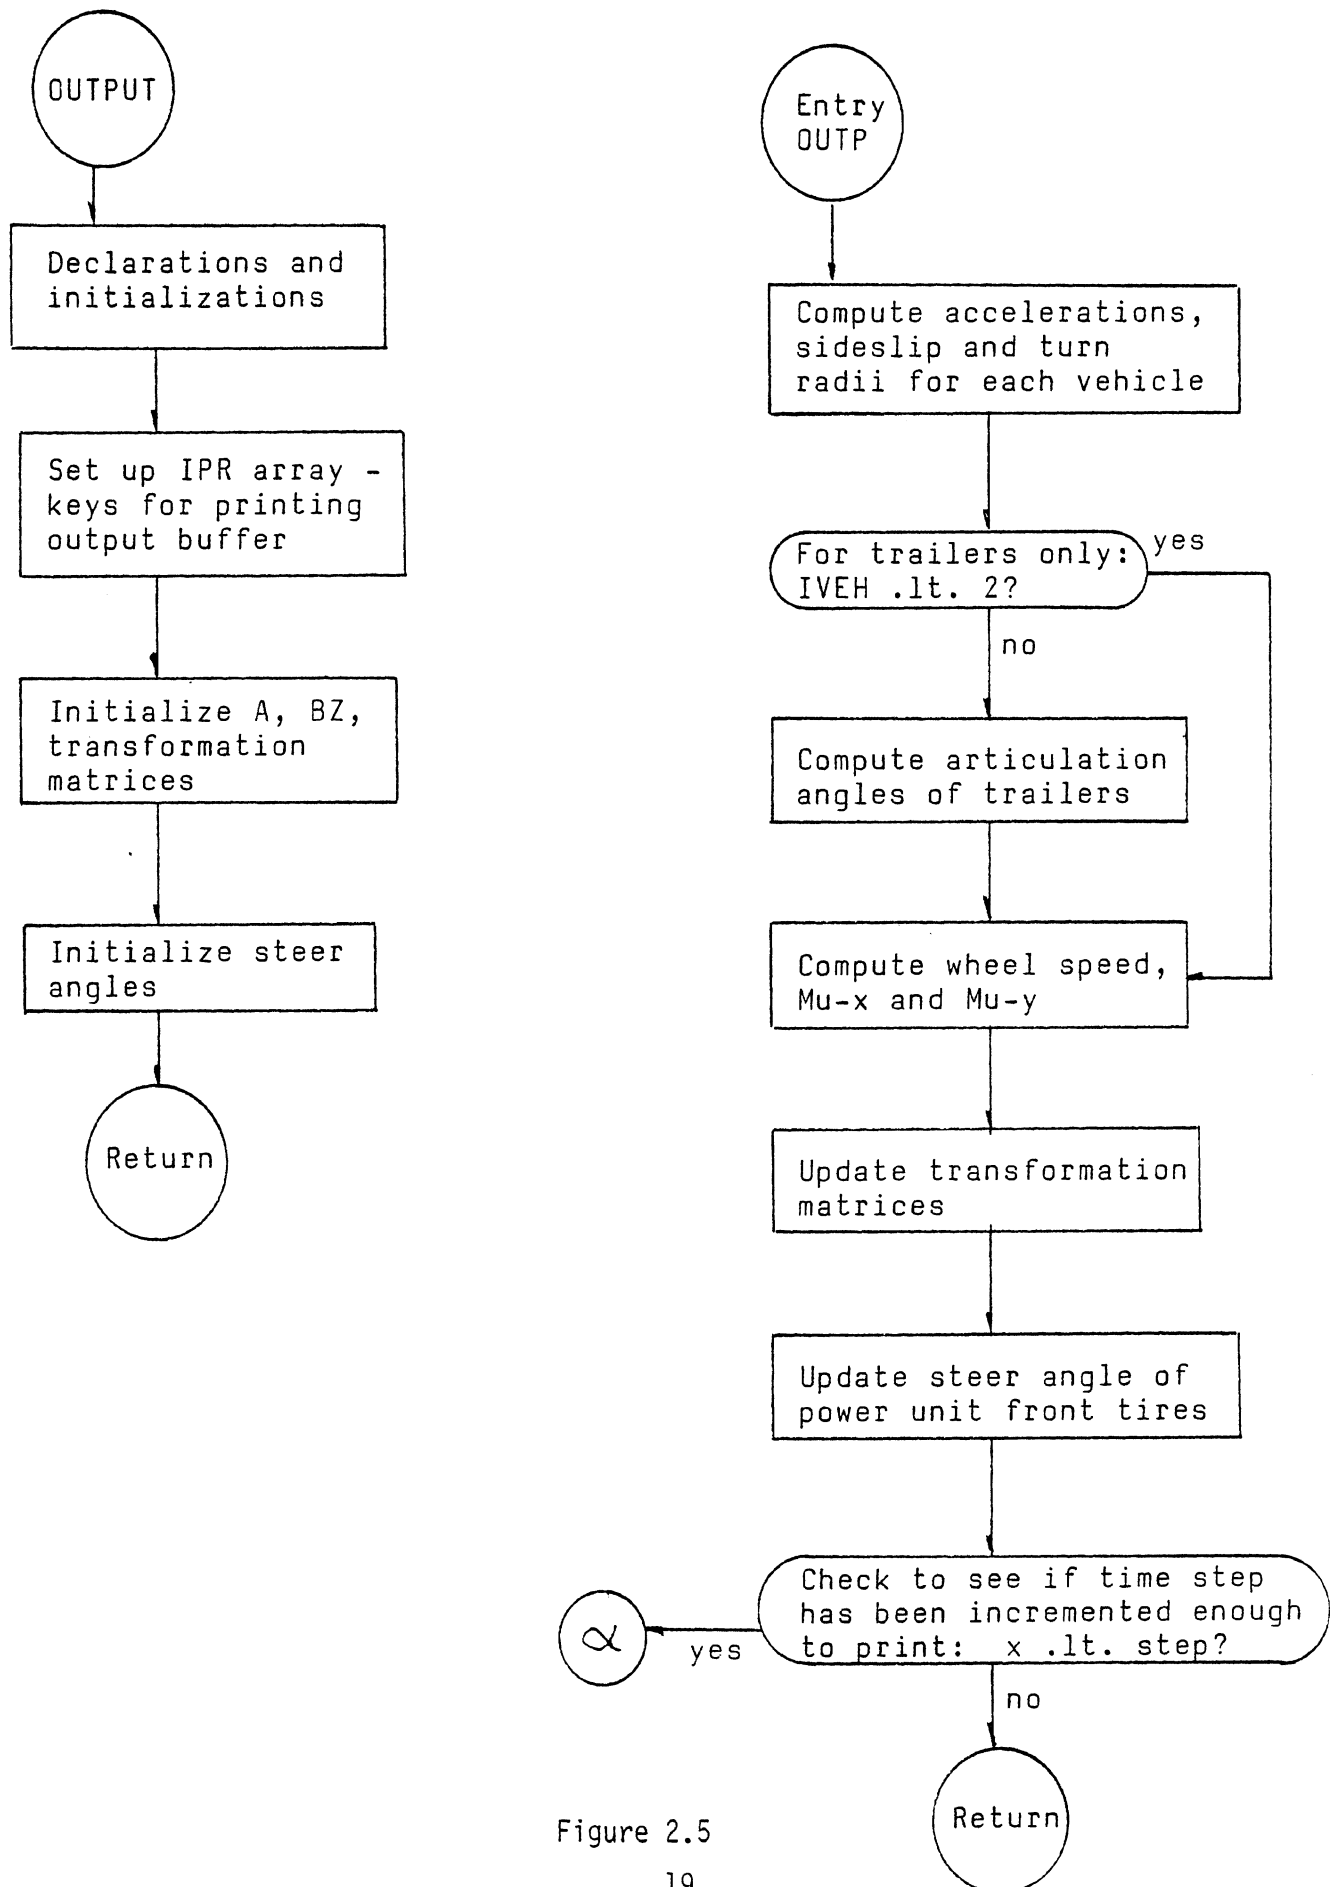 OUTPUT
Declarations and
initializations
Set up IPR array -
keys for printing
output buffer
Initialize A, BZ,
transformation
matrices
Initialize steer
angles
Return
Entry
OUTP
Compute accelerations,
sideslip and turn
radii for each vehicle
For trailers only:
IVEH .lt. 2?
yes
no
Compute articulation
angles of trailers
Compute wheel speed,
Mu-x and Mu-y
Update transformation
matrices
Update steer angle of
power unit front tires
Check to see if time step
has been incremented enough
to print: x .lt. step?
yes
α
no
Return
Figure 2.5
19